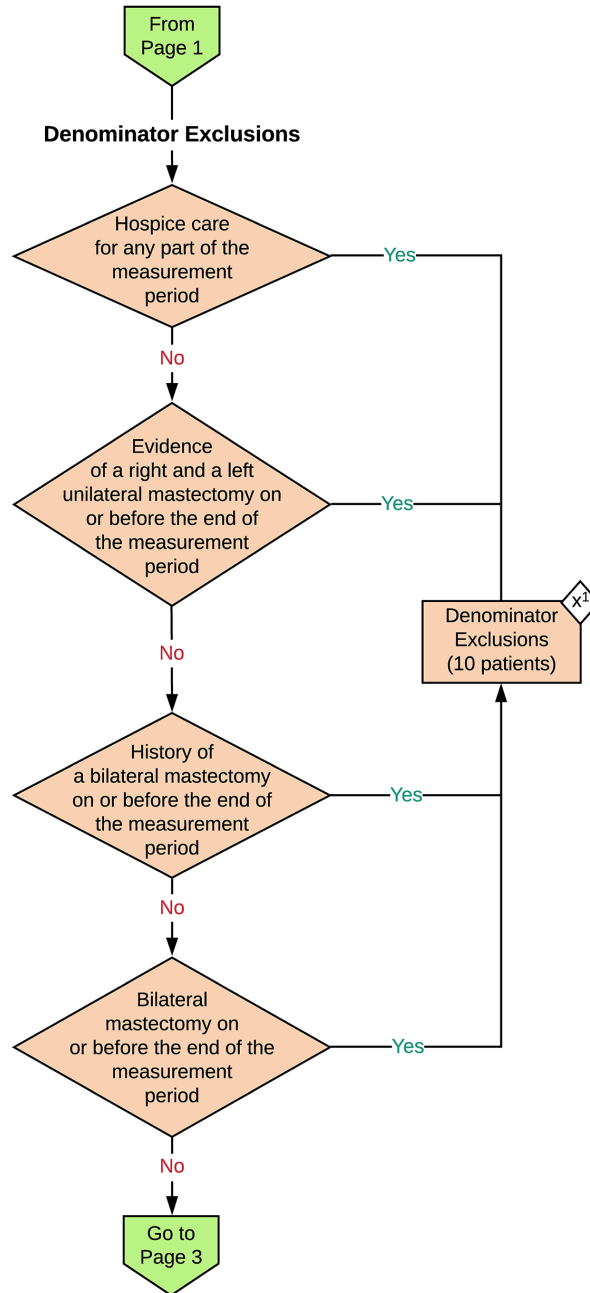 From
Page 1
Denominator Exclusions
Hospice care
for any part of the
measurement
period
Yes
No
Evidence
of a right and a left
unilateral mastectomy on
or before the end of
the measurement
period
Yes
x¹
Denominator
Exclusions
(10 patients)
No
History of
a bilateral mastectomy
on or before the end of
the measurement
period
Yes
No
Bilateral
mastectomy on
or before the end of the
measurement
period
Yes
No
Go to
Page 3